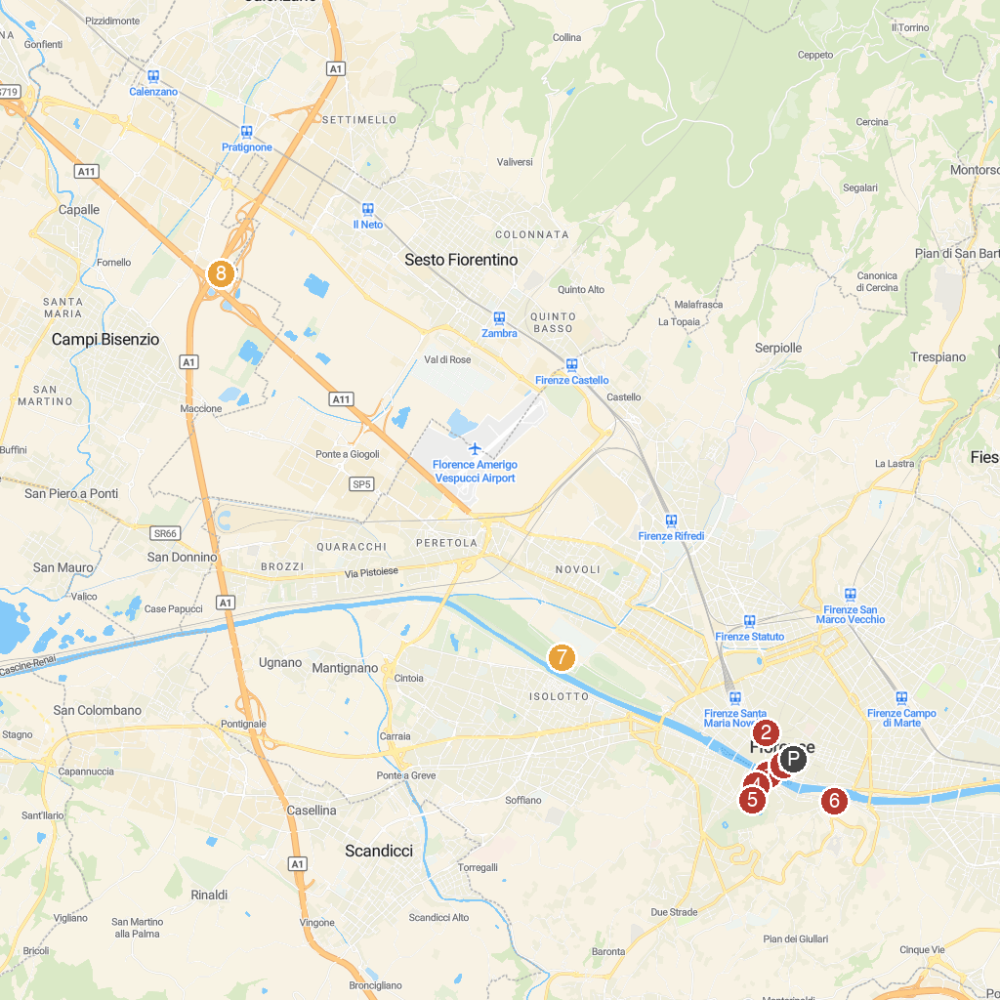 Calenzano
Il Torrino
Pizzidimonte
Collina
Gonfienti
Ceppeto
A1
Calenzano
SETTIMELLO
Cercina
Pratignone
Valiversi
A11
Montorso
Segalari
Capalle
Il Neto
COLONNATA
Sesto Fiorentino
Pian di San Bart
Fornello
8
Canonica
di Cercina
Quinto Alto
SANTA
MARIA
Malafrasca
QUINTO
BASSO
La Topaia
Zambra
Campi Bisenzio
Serpiolle
A1
Val di Rose
Trespiano
Firenze Castello
SAN
MARTINO
A11
Castello
Maccione
Buffini
Ponte a Giogoli
Fies
Florence Amerigo
Vespucci Airport
La Lastra
SP5
San Piero a Ponti
Firenze Rifredi
SR66
PERETOLA
QUARACCHI
San Donnino
San Mauro
BROZZI
Via Pistoiese
NOVOLI
Valico
A1
Case Papucci
Firenze San
Marco Vecchio
Firenze Statuto
Cascine-Renai
7
Ugnano
Mantignano
Cintoia
ISOLOTTO
San Colombano
Firenze Santa
Maria Nov
Firenze Campo
di Marte
Pontignale
Stagno
Carraia
2
Florence
P
Capannuccia
Ponte a Greve
4
5
6
Soffiano
Casellina
Sant'Ilario
Scandicci
A1
Torregalli
Rinaldi
Vigliano
San Martino
alla Palma
Vingone
Scandicci Alto
Due Strade
Pian dei Giullari
Bricoli
Baronta
Cinque Vie
Broncigliano